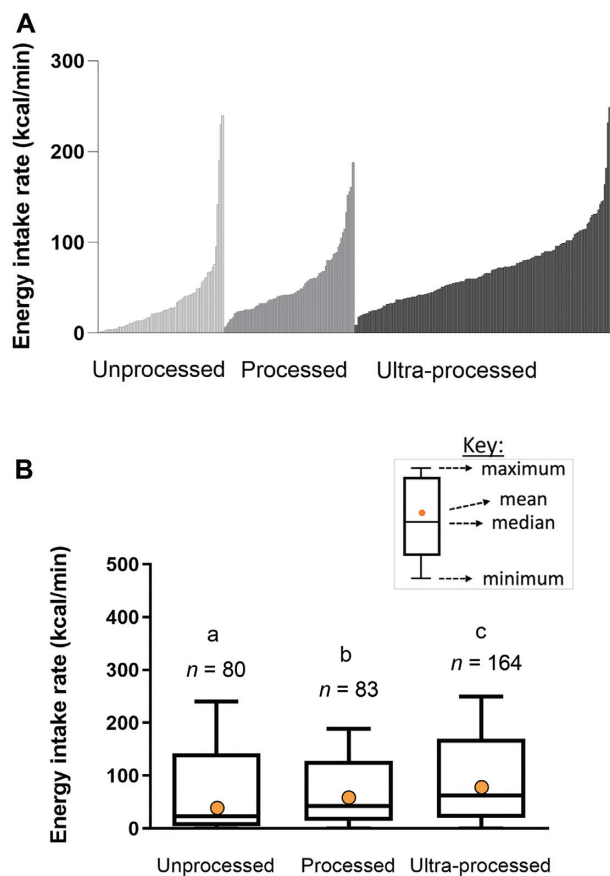 A
Energy intake rate (kcal/min)
300
200
100
0
Unprocessed Processed Ultra-processed
B
Key:
maximum
mean
median
minimum
Energy intake rate (kcal/min)
500
400
300
200
100
0
a
n = 80
b
n = 83
c
n = 164
Unprocessed Processed Ultra-processed